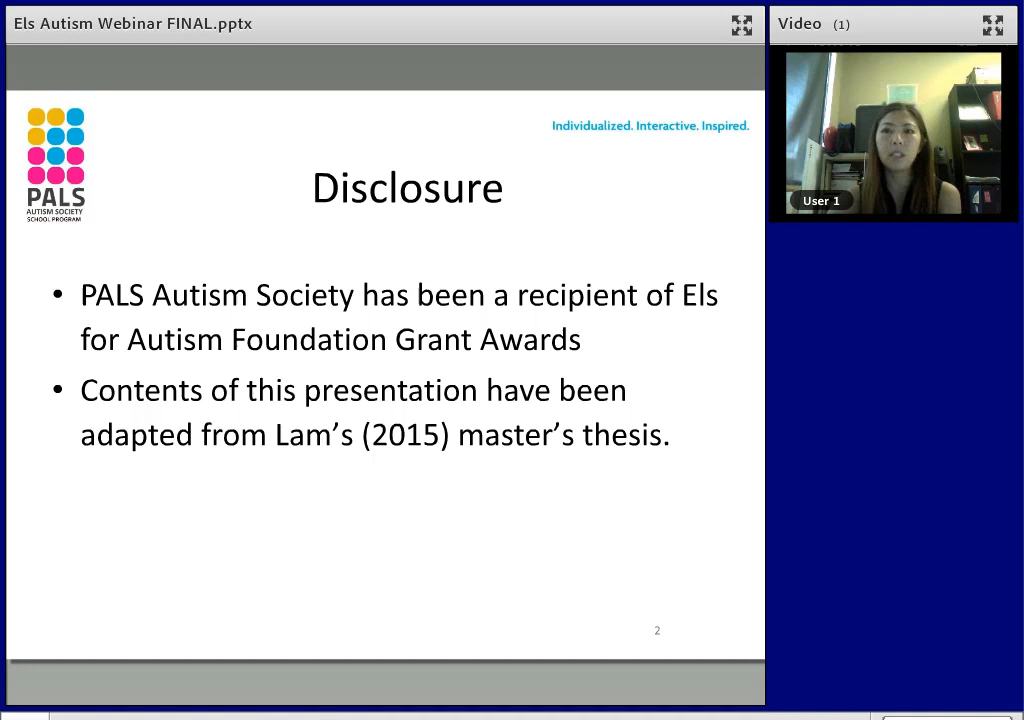 Els Autism Webinar FINAL.pptx
Video (1)
Individualized. Interactive. Inspired.
PALS
AUTISM SOCIETY
SCHOOL PROGRAM
Disclosure
• PALS Autism Society has been a recipient of Els
for Autism Foundation Grant Awards
• Contents of this presentation have been
adapted from Lam’s (2015) master’s thesis.
2
User 1